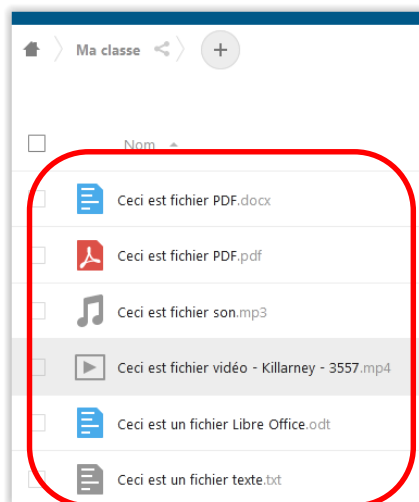 Ma classe
Nom
Ceci est fichier PDF.docx
Ceci est fichier PDF.pdf
Ceci est fichier son.mp3
Ceci est fichier vidéo - Killarney - 3557.mp4
Ceci est un fichier Libre Office.odt
Ceci est un fichier texte.txt